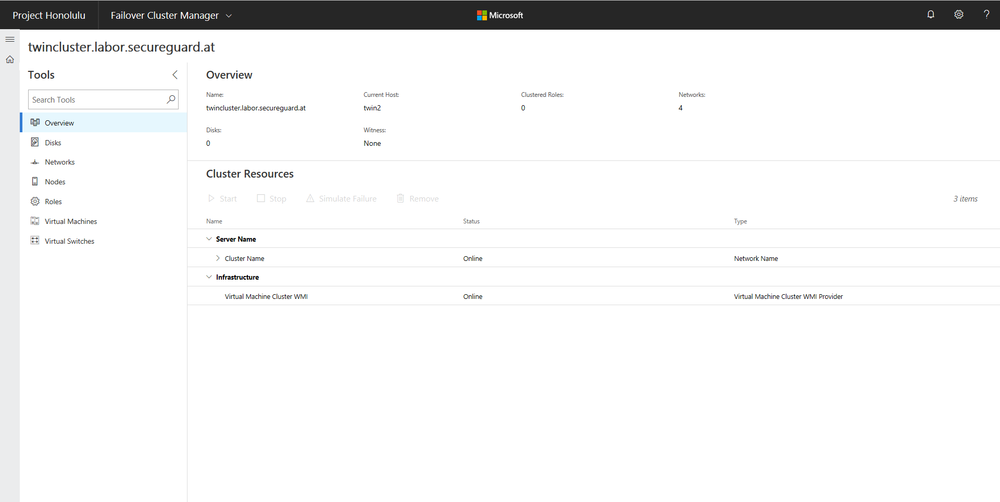 Project Honolulu
Failover Cluster Manager
Microsoft
?
twincluster.labor.secureguard.at
Tools
Search Tools
Overview
Disks
Networks
Nodes
Roles
Virtual Machines
Virtual Switches
Overview
Name: Current Host: Clustered Roles: Networks:
twincluster.labor.secureguard.at twin2 0 4
Disks: Witness:
0 None
Cluster Resources
Start Stop Simulate Failure Remove 3 items
Name Status Type
Server Name
Cluster Name Online Network Name
Infrastructure
Virtual Machine Cluster WMI Online Virtual Machine Cluster WMI Provider